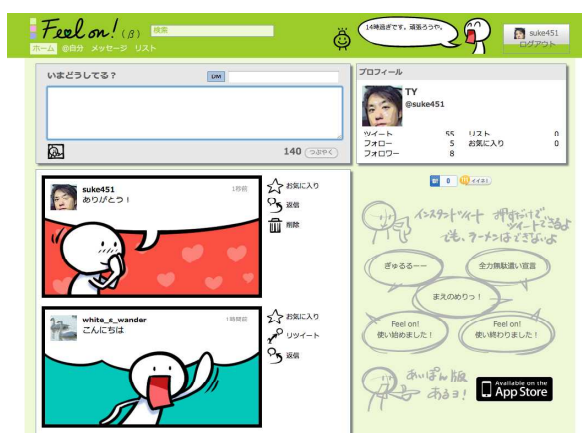 Feel on! (β)
検索
14時過ぎです。頑張ろうや。
suke451
ログアウト
ホーム @自分 メッセージ リスト
いまどうしてる？
DM
140 つぶやく
プロフィール
TY
@suke451
ツイート 55 リスト 0
フォロー 5 お気に入り 0
フォロワー 8
suke451 1秒前
ありがとう！
お気に入り
返信
削除
white_s_wander 1時間前
こんにちは
お気に入り
リツイート
返信
0 イイネ!
インスタントツイート 押すだけで
ツイートできるよ
でも、ラーメンはできないよ
ぎゅるるーー
全力無駄遣い宣言
まえのめりっ！
Feel on!
使い始めました！
Feel on!
使い終わりました！
あいぽん版
あるヨ！
Available on the
App Store